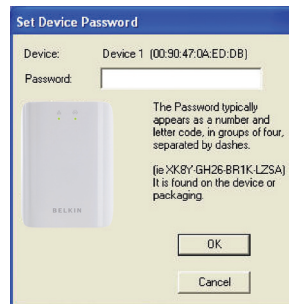 Set Device Password
Device: Device 1 (00:90:47:0A:ED:DB)
Password:
The Password typically
appears as a number and
letter code, in groups of four,
separated by dashes.
(ie XK8Y-GH26-BR1K-LZSA)
It is found on the device or
packaging.
BELKIN
OK
Cancel